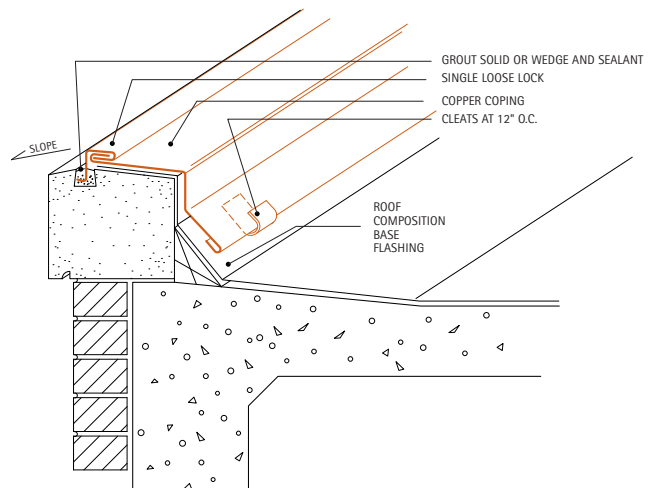 GROUT SOLID OR WEDGE AND SEALANT
SINGLE LOOSE LOCK
COPPER COPING
CLEATS AT 12" O.C.
SLOPE
ROOF
COMPOSITION
BASE
FLASHING